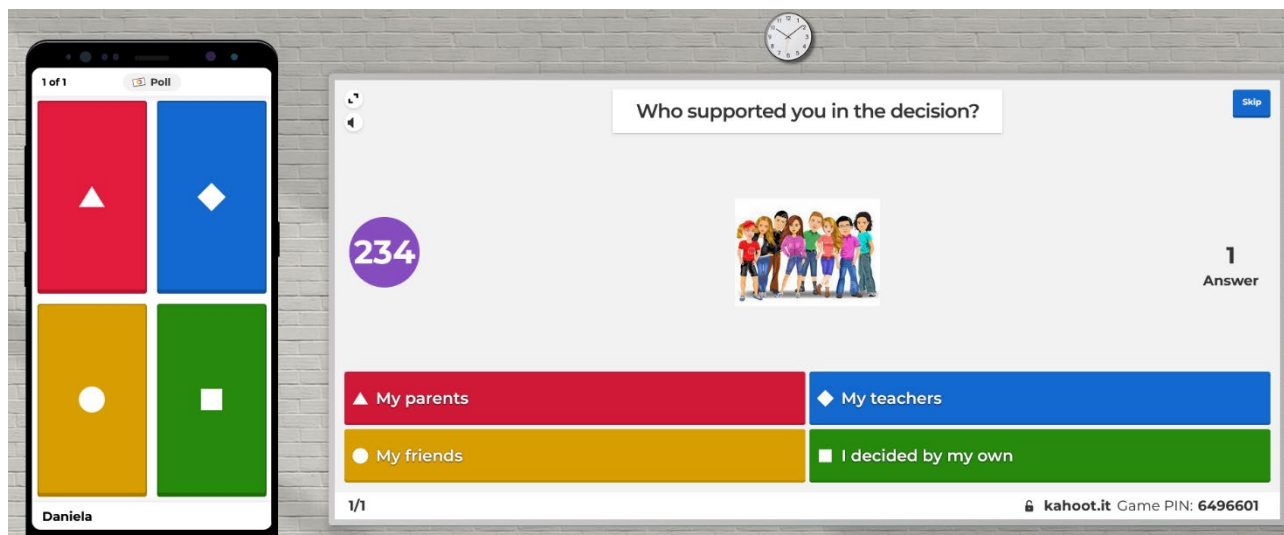 1 of 1
Poll
Daniela
Who supported you in the decision?
Skip
234
1
Answer
My parents
My teachers
My friends
I decided by my own
1/1
kahoot.it Game PIN: 6496601